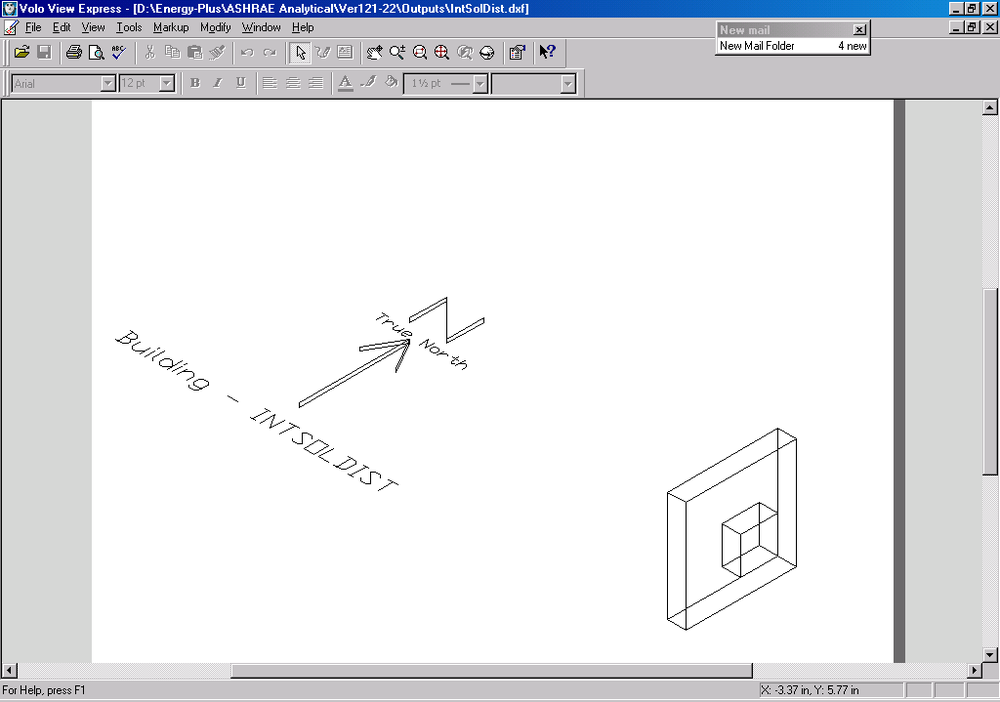 Volo View Express - [D:\Energy-Plus\ASHRAE Analytical\Ver121-22\Outputs\IntSolDist.dxf]
File Edit View Tools Markup Modify Window Help
New mail
New Mail Folder 4 new
ABC
Arial 12 pt B I U A 1½ pt
True North
N
Building - INTSOLDIST
For Help, press F1
X: -3.37 in, Y: 5.77 in